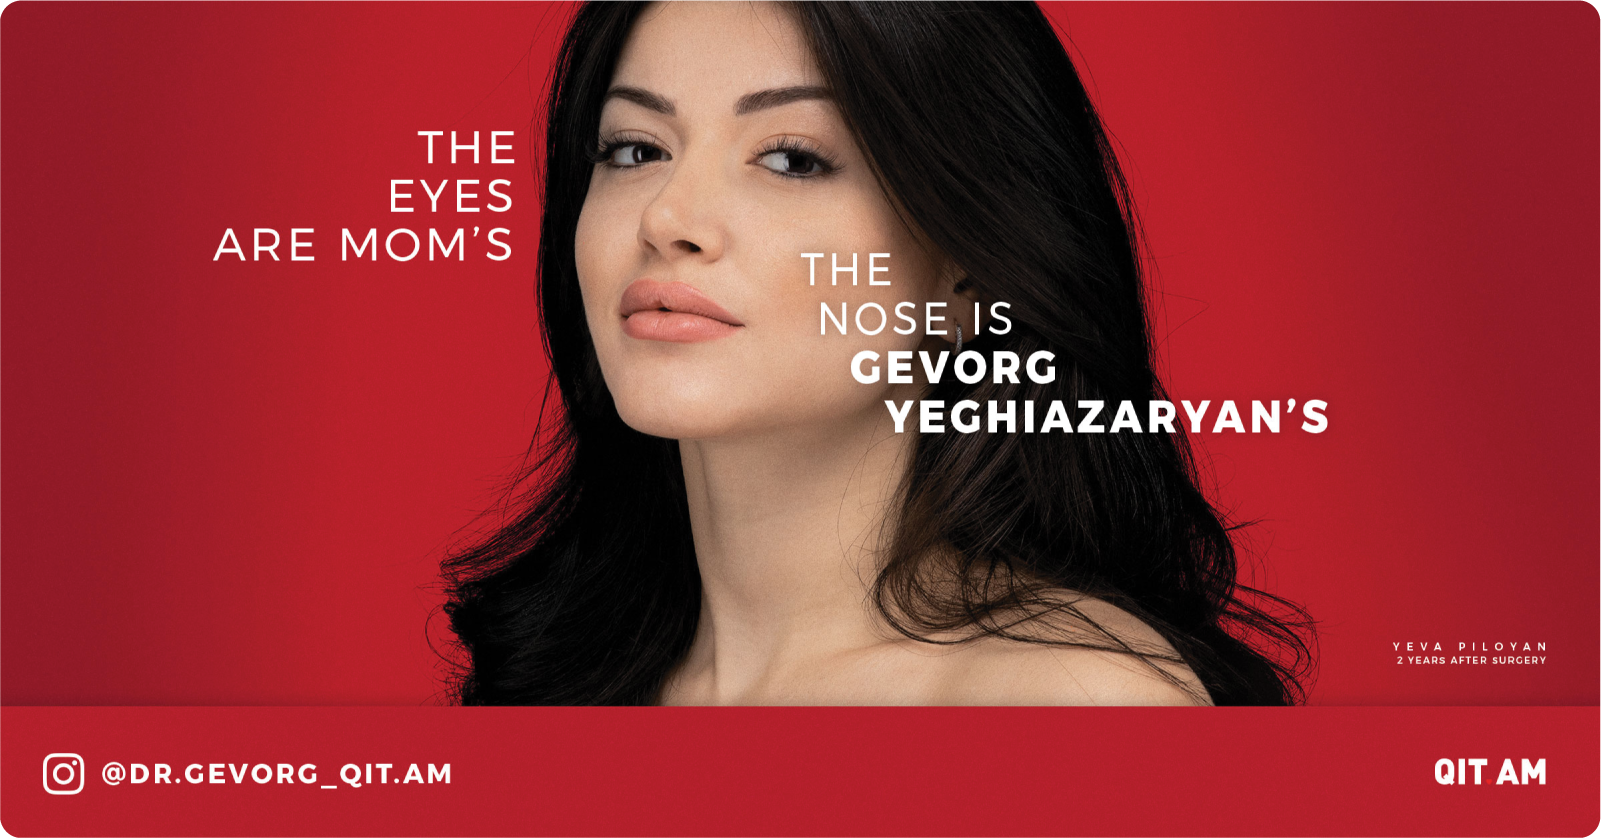 THE
EYES
ARE MOM’S
THE
NOSE IS
GEVORG
YEGHIAZARYAN’S
YEVA PILOYAN
2 YEARS AFTER SURGERY
@DR.GEVORG_QIT.AM
QIT.AM